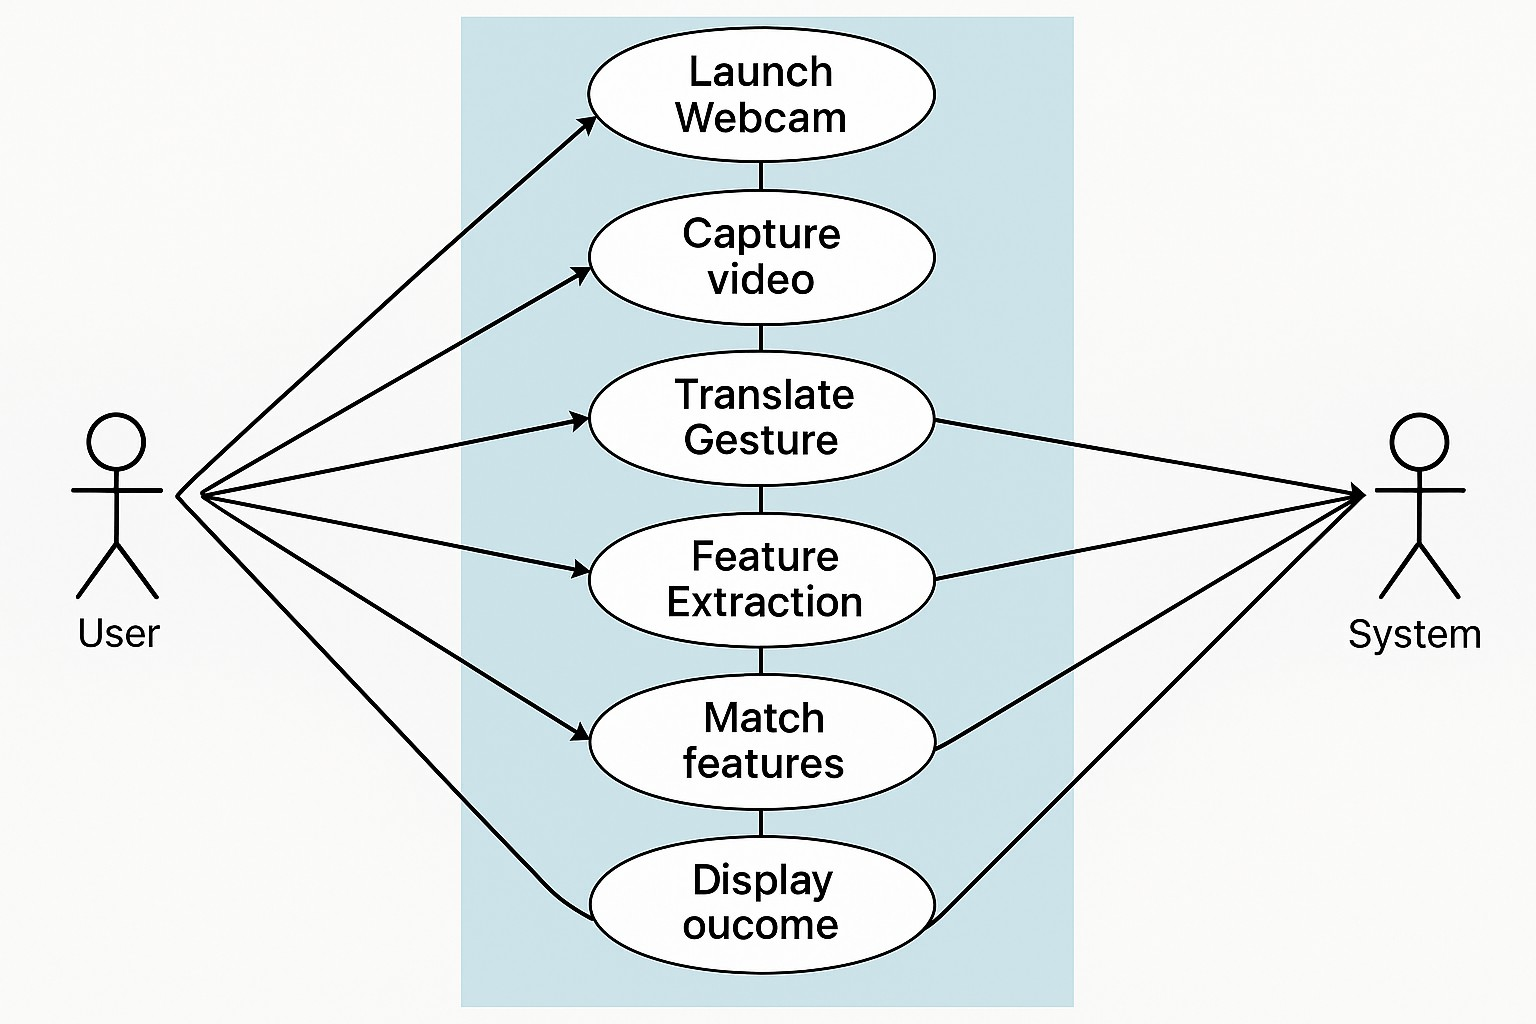 Launch
Webcam
Capture
video
Translate
Gesture
Feature
Extraction
Match
features
Display
oucome
User
System